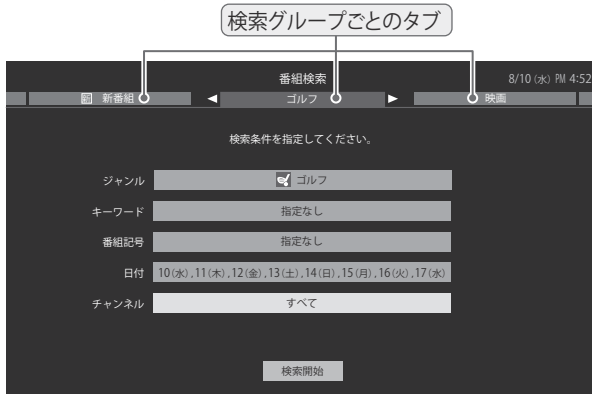 検索グループごとのタブ
番組検索 8/10 (水) PM 4:52
新 新番組 ゴルフ 映画
検索条件を指定してください。
ジャンル ゴルフ
キーワード 指定なし
番組記号 指定なし
日付 10(水),11(木),12(金),13(土),14(日),15(月),16(火),17(水)
チャンネル すべて
検索開始